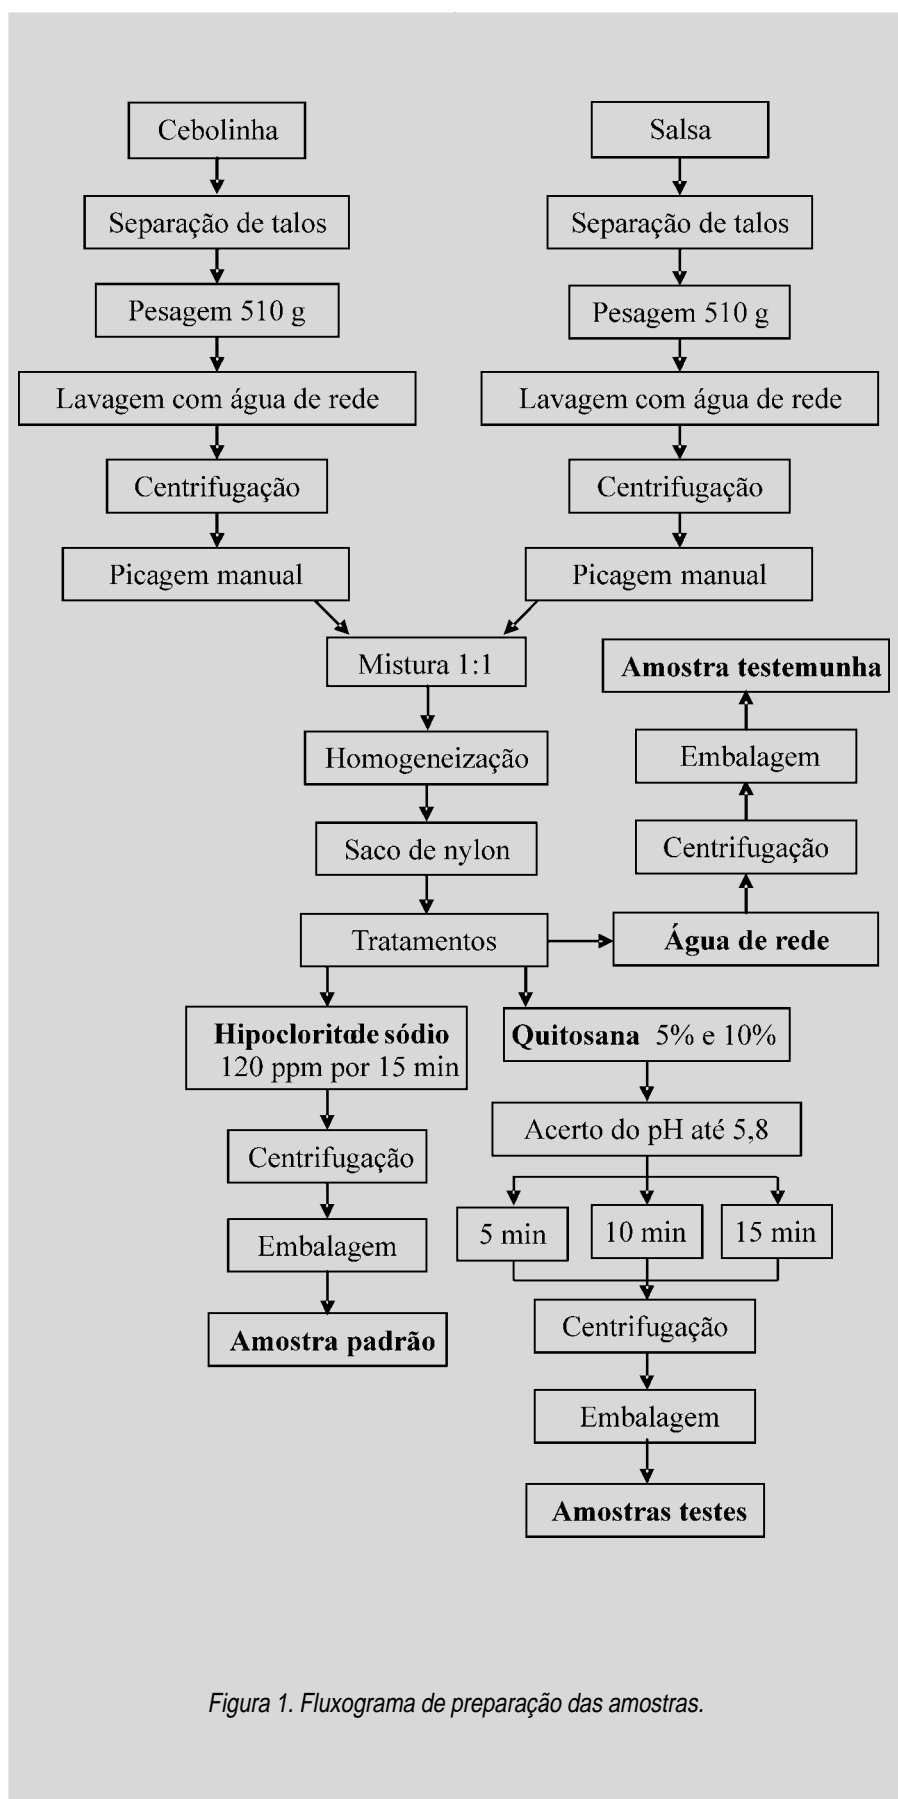 Cebolinha
Salsa
Separação de talos
Separação de talos
Pesagem 510 g
Pesagem 510 g
Lavagem com água de rede
Lavagem com água de rede
Centrifugação
Centrifugação
Picagem manual
Picagem manual
Mistura 1:1
Amostra testemunha
Homogeneização
Embalagem
Saco de nylon
Centrifugação
Tratamentos
Água de rede
Hipoclorito de sódio
120 ppm por 15 min
Quitosana 5% e 10%
Acerto do pH até 5,8
Centrifugação
5 min
10 min
15 min
Embalagem
Centrifugação
Amostra padrão
Embalagem
Amostras testes
Figura 1. Fluxograma de preparação das amostras.